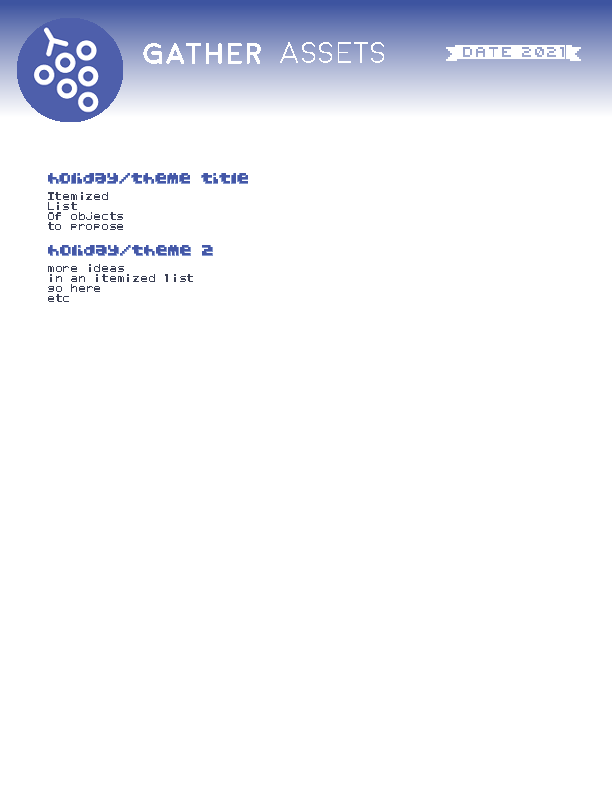 GATHER ASSETS
DATE 2021
holiday/theme title
Itemized
List
Of objects
to propose
holiday/theme 2
more ideas
in an itemized list
go here
etc